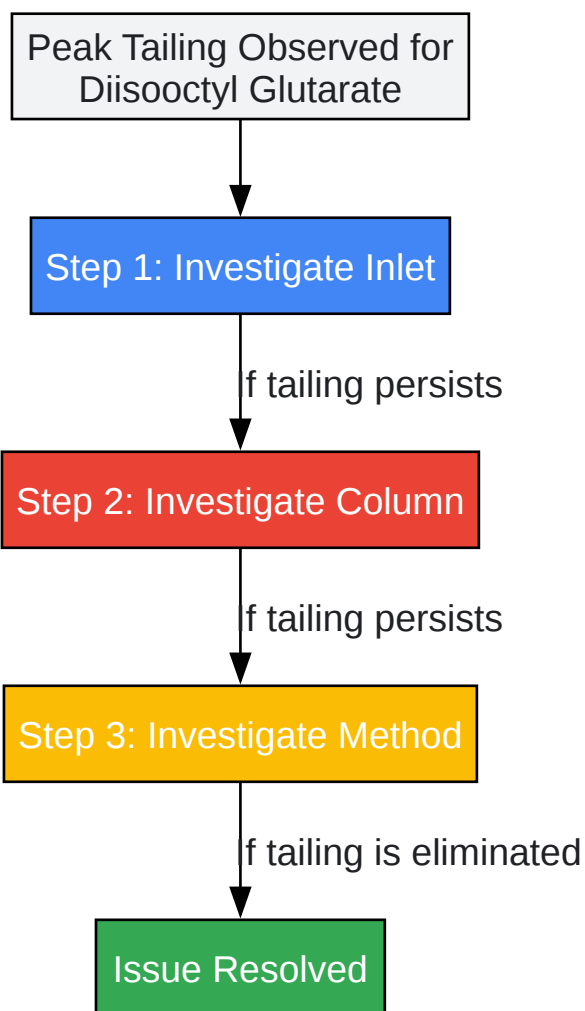 Peak Tailing Observed for
Diisooctyl Glutarate
Step 1: Investigate Inlet
If tailing persists
Step 2: Investigate Column
If tailing persists
Step 3: Investigate Method
If tailing is eliminated
Issue Resolved